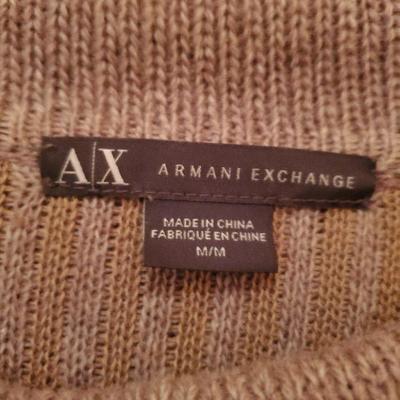 A|X ARMANI EXCHANGE
MADE IN CHINA
FABRIQUÉ EN CHINE
M/M